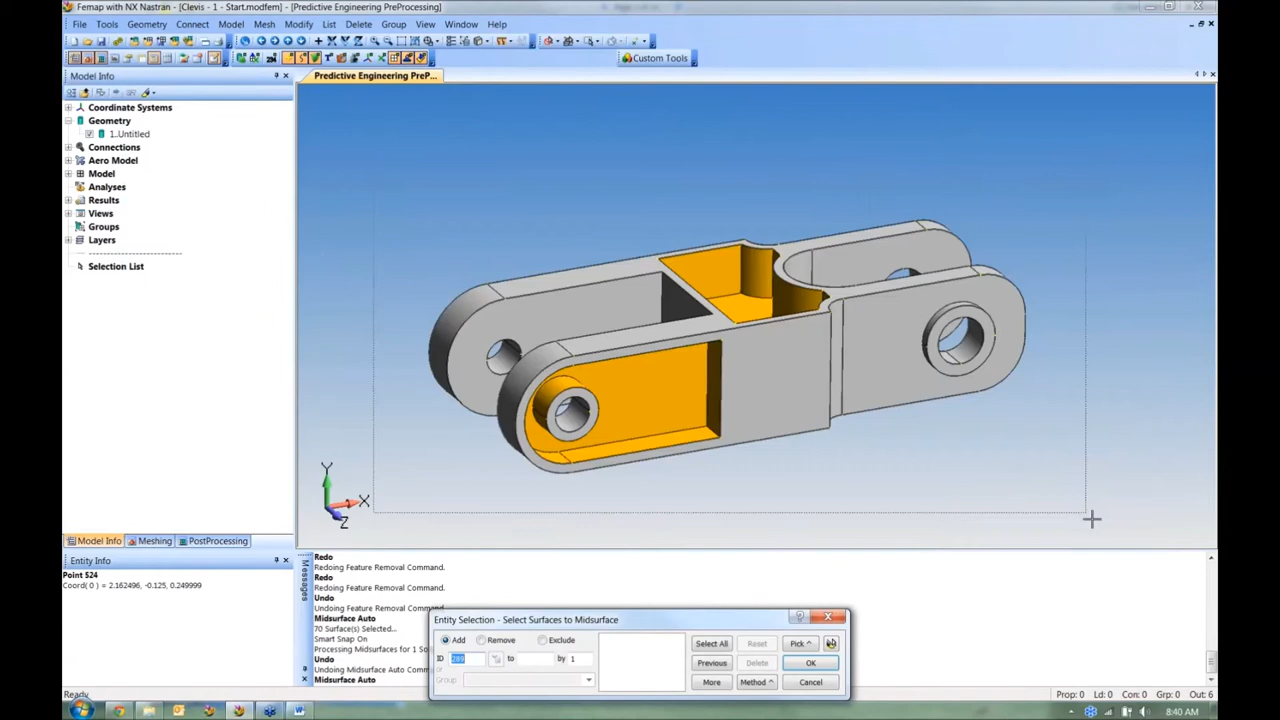 Femap with NX Nastran - [Clevis - 1 - Start.modfem] - [Predictive Engineering PreProcessing]
File Tools Geometry Connect Model Mesh Modify List Delete Group View Window Help
Custom Tools
Model Info
Predictive Engineering PreP...
Coordinate Systems
Geometry
1..Untitled
Connections
Aero Model
Model
Analyses
Results
Views
Groups
Layers
Selection List
Y
X
Z
Model Info Meshing PostProcessing
Entity Info
Point 524
Coord( 0 ) = 2.162496, -0.125, 0.249999
Messages
Redo
Redoing Feature Removal Command.
Redo
Redoing Feature Removal Command.
Undo
Undoing Feature Removal Command.
Midsurface Auto
70 Surface(s) Selected...
Smart Snap On
Processing Midsurfaces for 1 Sol
Undo
Undoing Midsurface Auto Command
Midsurface Auto
Entity Selection - Select Surfaces to Midsurface
Add Remove Exclude
ID 289 to by 1
Group
Select All Reset Pick ^
Previous Delete OK
More Method ^ Cancel
Ready
Prop: 0 Ld: 0 Con: 0 Grp: 0 Out: 6
8:40 AM